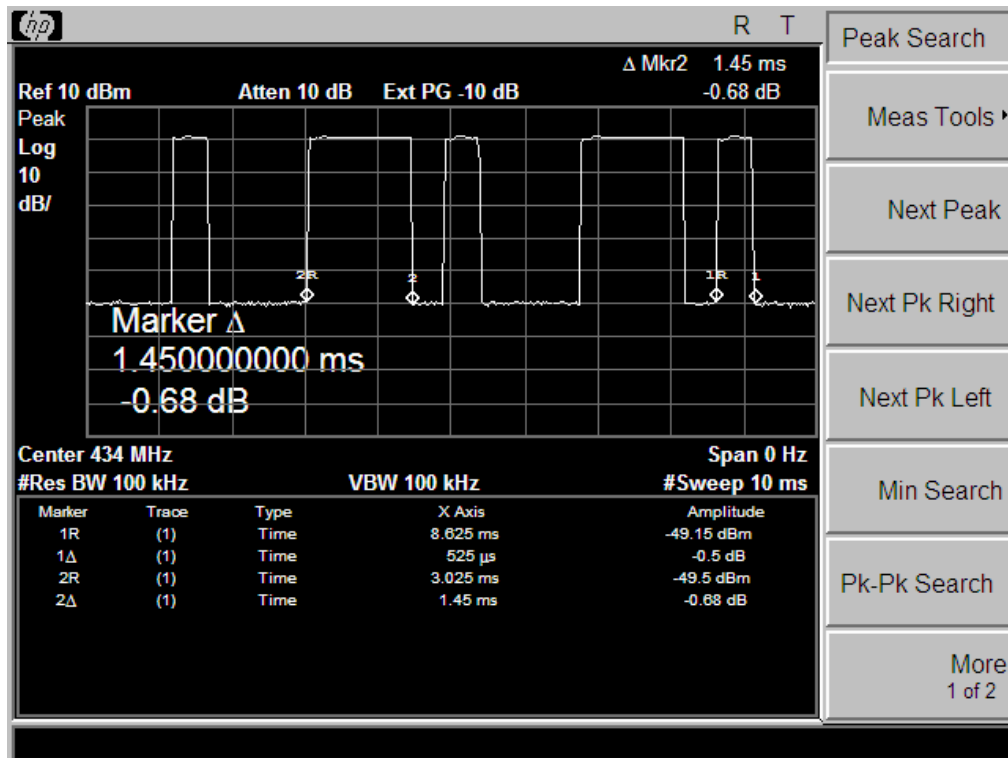 hp
R T
Δ Mkr2 1.45 ms
Ref 10 dBm Atten 10 dB Ext PG -10 dB -0.68 dB
Peak
Log
10
dB/
2R 2 1R 1
Marker Δ
1.450000000 ms
-0.68 dB
Center 434 MHz Span 0 Hz
#Res BW 100 kHz VBW 100 kHz #Sweep 10 ms
Marker Trace Type X Axis Amplitude
1R (1) Time 8.625 ms -49.15 dBm
1Δ (1) Time 525 µs -0.5 dB
2R (1) Time 3.025 ms -49.5 dBm
2Δ (1) Time 1.45 ms -0.68 dB
Peak Search
Meas Tools
Next Peak
Next Pk Right
Next Pk Left
Min Search
Pk-Pk Search
More
1 of 2